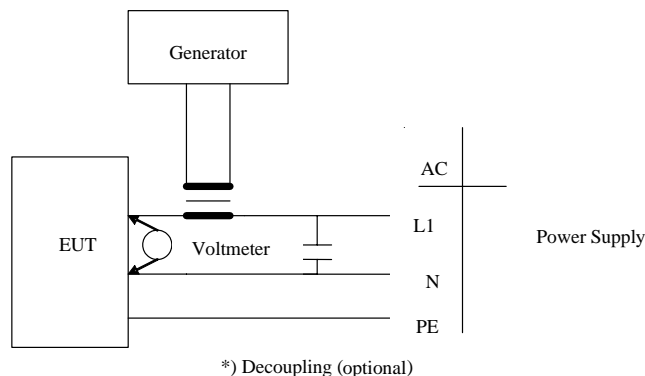 Generator
AC
L1
EUT
Voltmeter
Power Supply
N
PE
*) Decoupling (optional)